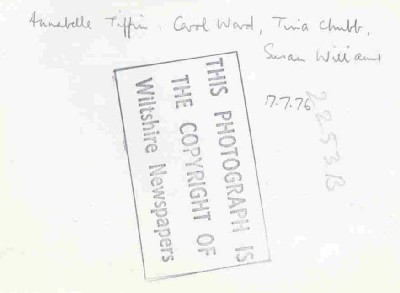 Annabelle Tiffin. Carol Ward, Tina Chubb,
Susan Williams
17.7.76
22533
THIS PHOTOGRAPH IS
THE COPYRIGHT OF
Wiltshire Newspapers